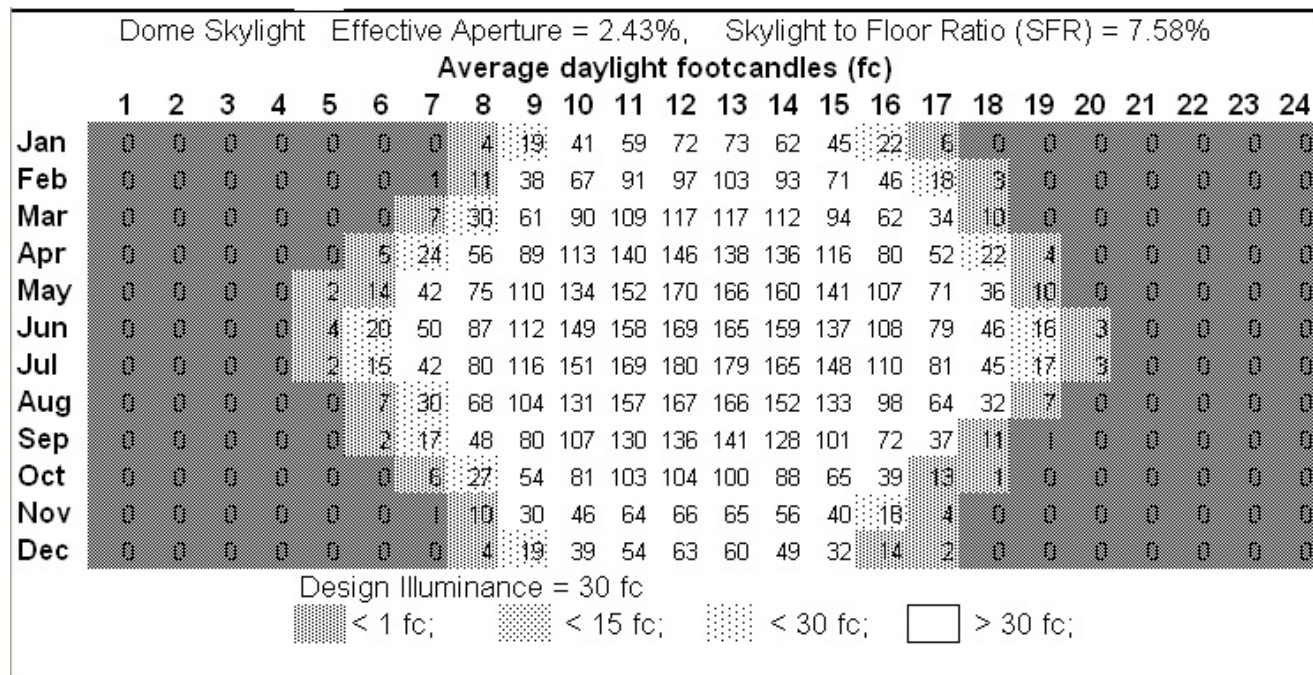 Dome Skylight Effective Aperture = 2.43%, Skylight to Floor Ratio (SFR) = 7.58%
Average daylight footcandles (fc)
1 2 3 4 5 6 7 8 9 10 11 12 13 14 15 16 17 18 19 20 21 22 23 24
Jan 0 0 0 0 0 0 0 4 19 41 59 72 73 62 45 22 6 0 0 0 0 0 0 0
Feb 0 0 0 0 0 0 1 11 38 67 91 97 103 93 71 46 18 3 0 0 0 0 0 0
Mar 0 0 0 0 0 0 7 30 61 90 109 117 117 112 94 62 34 10 0 0 0 0 0 0
Apr 0 0 0 0 0 5 24 56 89 113 140 146 138 136 116 80 52 22 4 0 0 0 0 0
May 0 0 0 0 2 14 42 75 110 134 152 170 166 160 141 107 71 36 10 0 0 0 0 0
Jun 0 0 0 0 4 20 50 87 112 149 158 169 165 159 137 108 79 46 16 3 0 0 0 0
Jul 0 0 0 0 2 15 42 80 116 151 169 180 179 165 148 110 81 45 17 3 0 0 0 0
Aug 0 0 0 0 0 7 30 68 104 131 157 167 166 152 133 98 64 32 7 0 0 0 0 0
Sep 0 0 0 0 0 2 17 48 80 107 130 136 141 128 101 72 37 11 1 0 0 0 0 0
Oct 0 0 0 0 0 0 6 27 54 81 103 104 100 88 65 39 13 1 0 0 0 0 0 0
Nov 0 0 0 0 0 0 1 10 30 46 64 66 65 56 40 18 4 0 0 0 0 0 0 0
Dec 0 0 0 0 0 0 0 4 19 39 54 63 60 49 32 14 2 0 0 0 0 0 0 0
Design Illuminance = 30 fc
< 1 fc; < 15 fc; < 30 fc; > 30 fc;